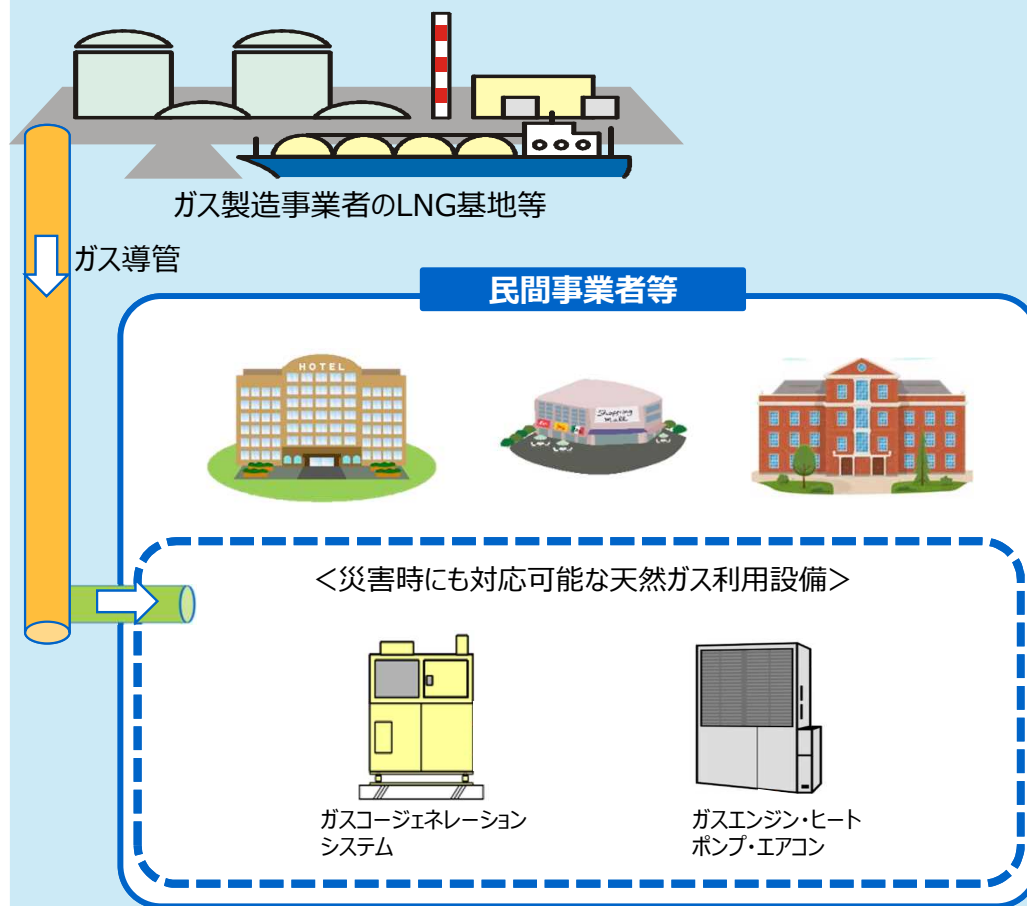 ガス製造事業者のLNG基地等
ガス導管
民間事業者等
HOTEL
Shopping
Mall
＜災害時にも対応可能な天然ガス利用設備＞
ガスコージェネレーション
システム
ガスエンジン・ヒート
ポンプ・エアコン